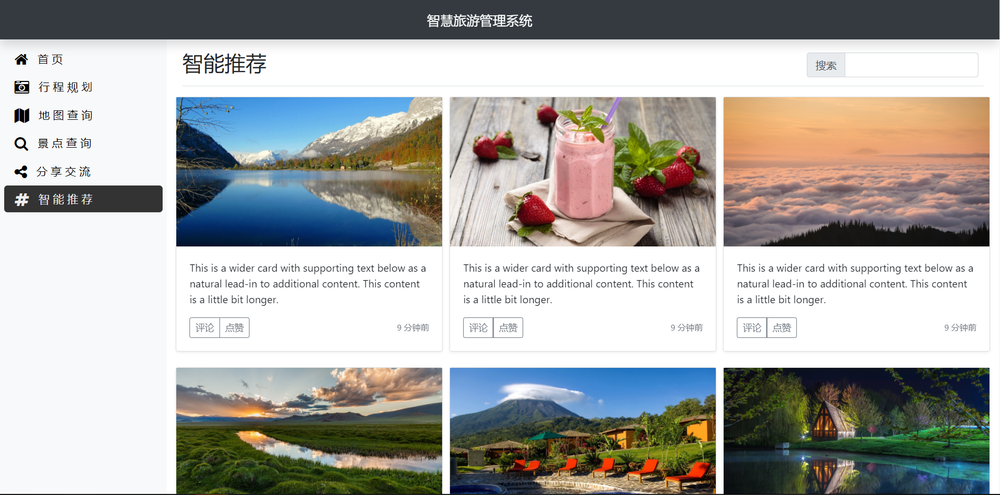 智慧旅游管理系统
首页
行程规划
地图查询
景点查询
分享交流
智能推荐
智能推荐
搜索
This is a wider card with supporting text below as a
natural lead-in to additional content. This content
is a little bit longer.
评论 点赞 9 分钟前
This is a wider card with supporting text below as a
natural lead-in to additional content. This content
is a little bit longer.
评论 点赞 9 分钟前
This is a wider card with supporting text below as a
natural lead-in to additional content. This content
is a little bit longer.
评论 点赞 9 分钟前